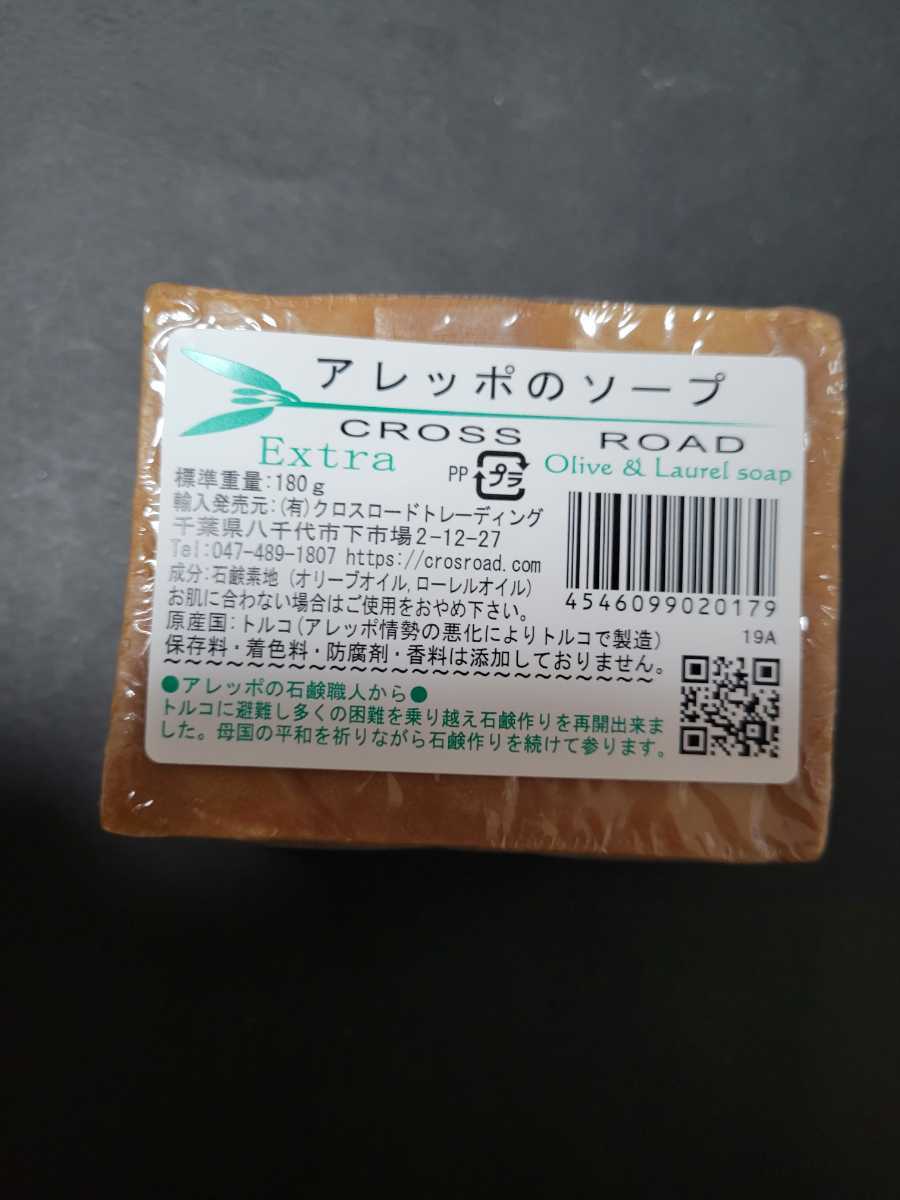 アレッポのソープ
CROSS ROAD
Extra
PP プラ
Olive & Laurel soap
標準重量:180g
輸入発売元:(有)クロスロードトレーディング
千葉県八千代市下市場2-12-27
Tel:047-489-1807 https://crosroad.com
成分:石鹸素地 (オリーブオイル,ローレルオイル)
お肌に合わない場合はご使用をおやめ下さい。
原産国:トルコ(アレッポ情勢の悪化によりトルコで製造)
保存料・着色料・防腐剤・香料は添加しておりません。
4546099020179
19A
~~~~~~~~~~~~~~~~~~~~~~~~~~
●アレッポの石鹸職人から●
トルコに避難し多くの困難を乗り越え石鹸作りを再開出来ま
した。母国の平和を祈りながら石鹸作りを続けて参ります。